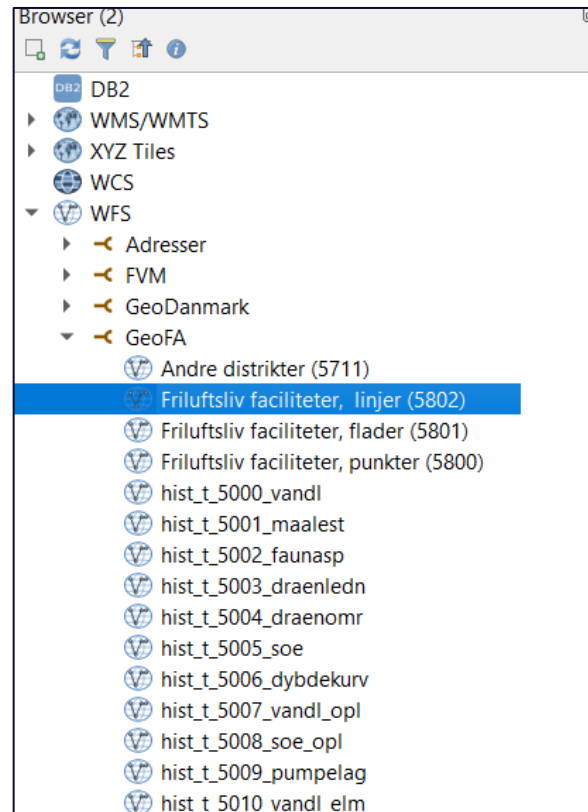 Browser (2)
DB2 DB2
WMS/WMTS
XYZ Tiles
WCS
WFS
Adresser
FVM
GeoDanmark
GeoFA
Andre distrikter (5711)
Friluftsliv faciliteter,  linjer (5802)
Friluftsliv faciliteter, flader (5801)
Friluftsliv faciliteter, punkter (5800)
hist_t_5000_vandl
hist_t_5001_maalest
hist_t_5002_faunasp
hist_t_5003_draenledn
hist_t_5004_draenomr
hist_t_5005_soe
hist_t_5006_dybdekurv
hist_t_5007_vandl_opl
hist_t_5008_soe_opl
hist_t_5009_pumpelag
hist_t_5010_vandl_elm